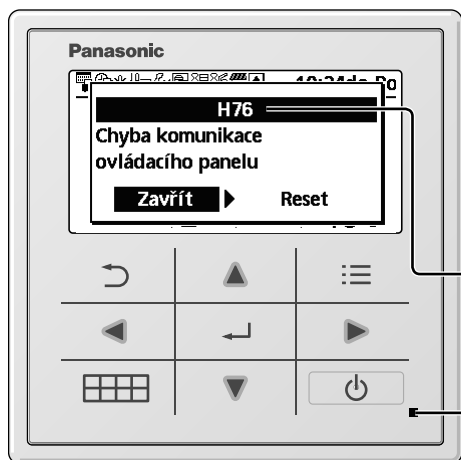 Panasonic
H76
Chyba komunikace
ovládacího panelu
Zavřít Reset